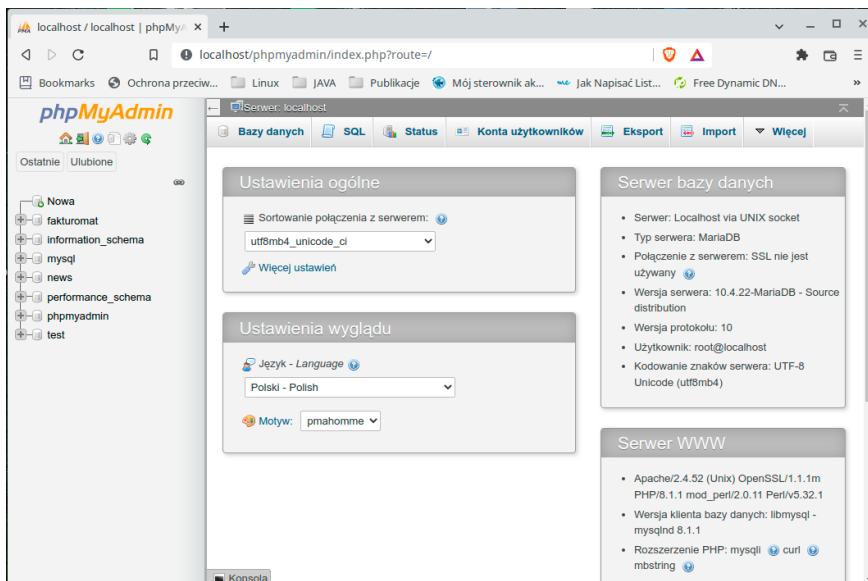 localhost / localhost | phpMyA
localhost/phpmyadmin/index.php?route=/
Bookmarks Ochrona przeciw... Linux JAVA Publikacje Mój sterownik ak... Jak Napisać List... Free Dynamic DN... »
phpMyAdmin
Ostatnie Ulubione
Nowa
fakturomat
information_schema
mysql
news
performance_schema
phpmyadmin
test
Serwer: localhost
Bazy danych SQL Status Konta użytkowników Eksport Import Więcej
Ustawienia ogólne
Sortowanie połączenia z serwerem:
utf8mb4_unicode_ci
Więcej ustawień
Ustawienia wyglądu
Język - Language
Polski - Polish
Motyw: pmahomme
Serwer bazy danych
• Serwer: Localhost via UNIX socket
• Typ serwera: MariaDB
• Połączenie z serwerem: SSL nie jest
używany
• Wersja serwera: 10.4.22-MariaDB - Source
distribution
• Wersja protokołu: 10
• Użytkownik: root@localhost
• Kodowanie znaków serwera: UTF-8
Unicode (utf8mb4)
Serwer WWW
• Apache/2.4.52 (Unix) OpenSSL/1.1.1m
PHP/8.1.1 mod_perl/2.0.11 Perl/v5.32.1
• Wersja klienta bazy danych: libmysql -
mysqlnd 8.1.1
• Rozszerzenie PHP: mysqli curl
mbstring
Konsola